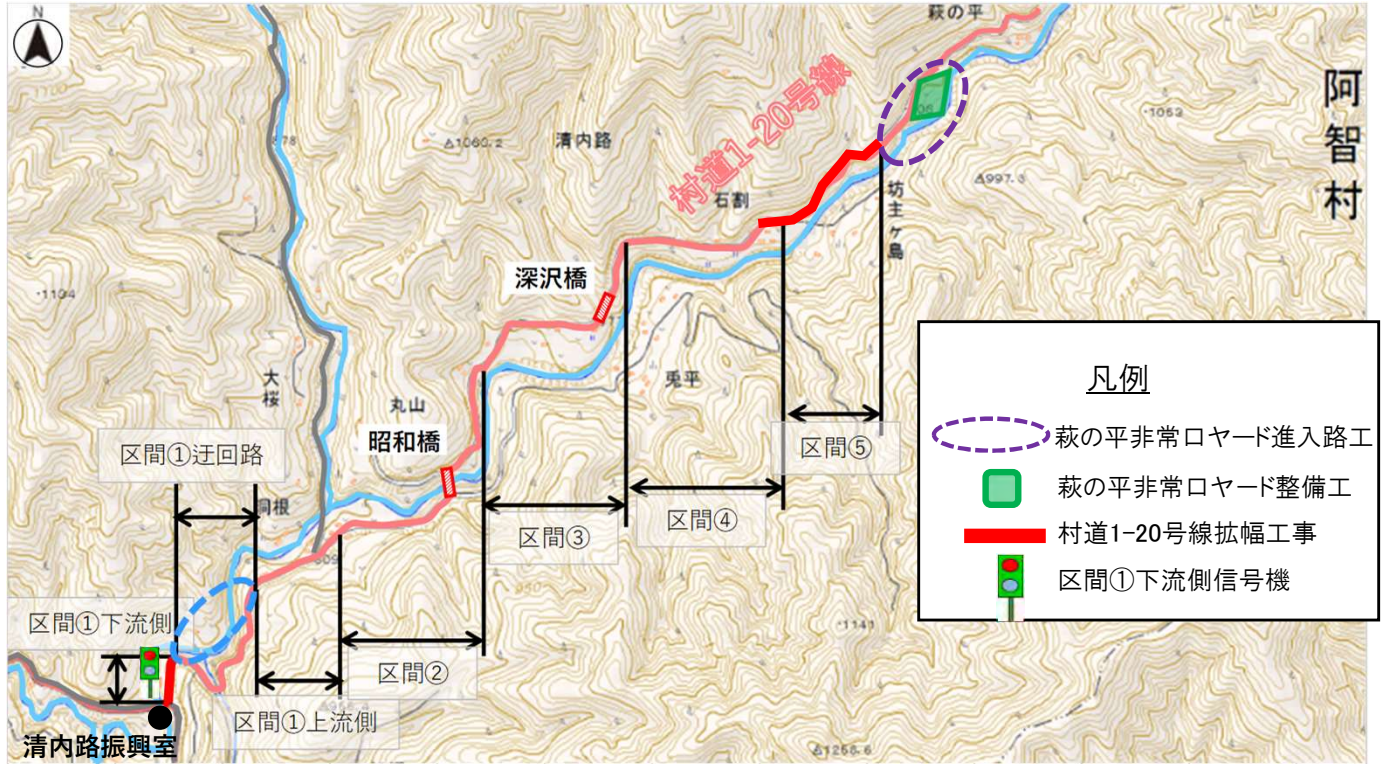 N
萩の平
阿智村
村道1-20号線
・1053
878
△1060.2
清内路
△997.3
石割
坊主ヶ島
深沢橋
・1104
兎平
大桜
丸山
昭和橋
凡例
萩の平非常口ヤード進入路工
萩の平非常口ヤード整備工
村道1-20号線拡幅工事
区間①下流側信号機
区間⑤
区間①迂回路
洞根
区間④
区間③
809
区間①下流側
・1141
区間②
区間①上流側
清内路振興室
△1256.6